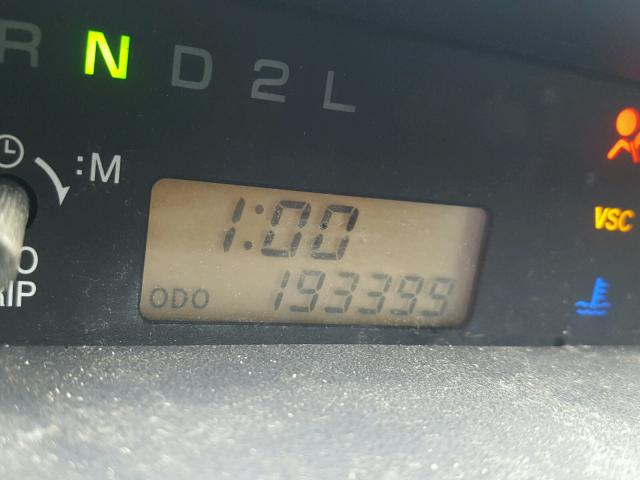 R N D 2 L
:M
1:00
ODO 193399
VSC